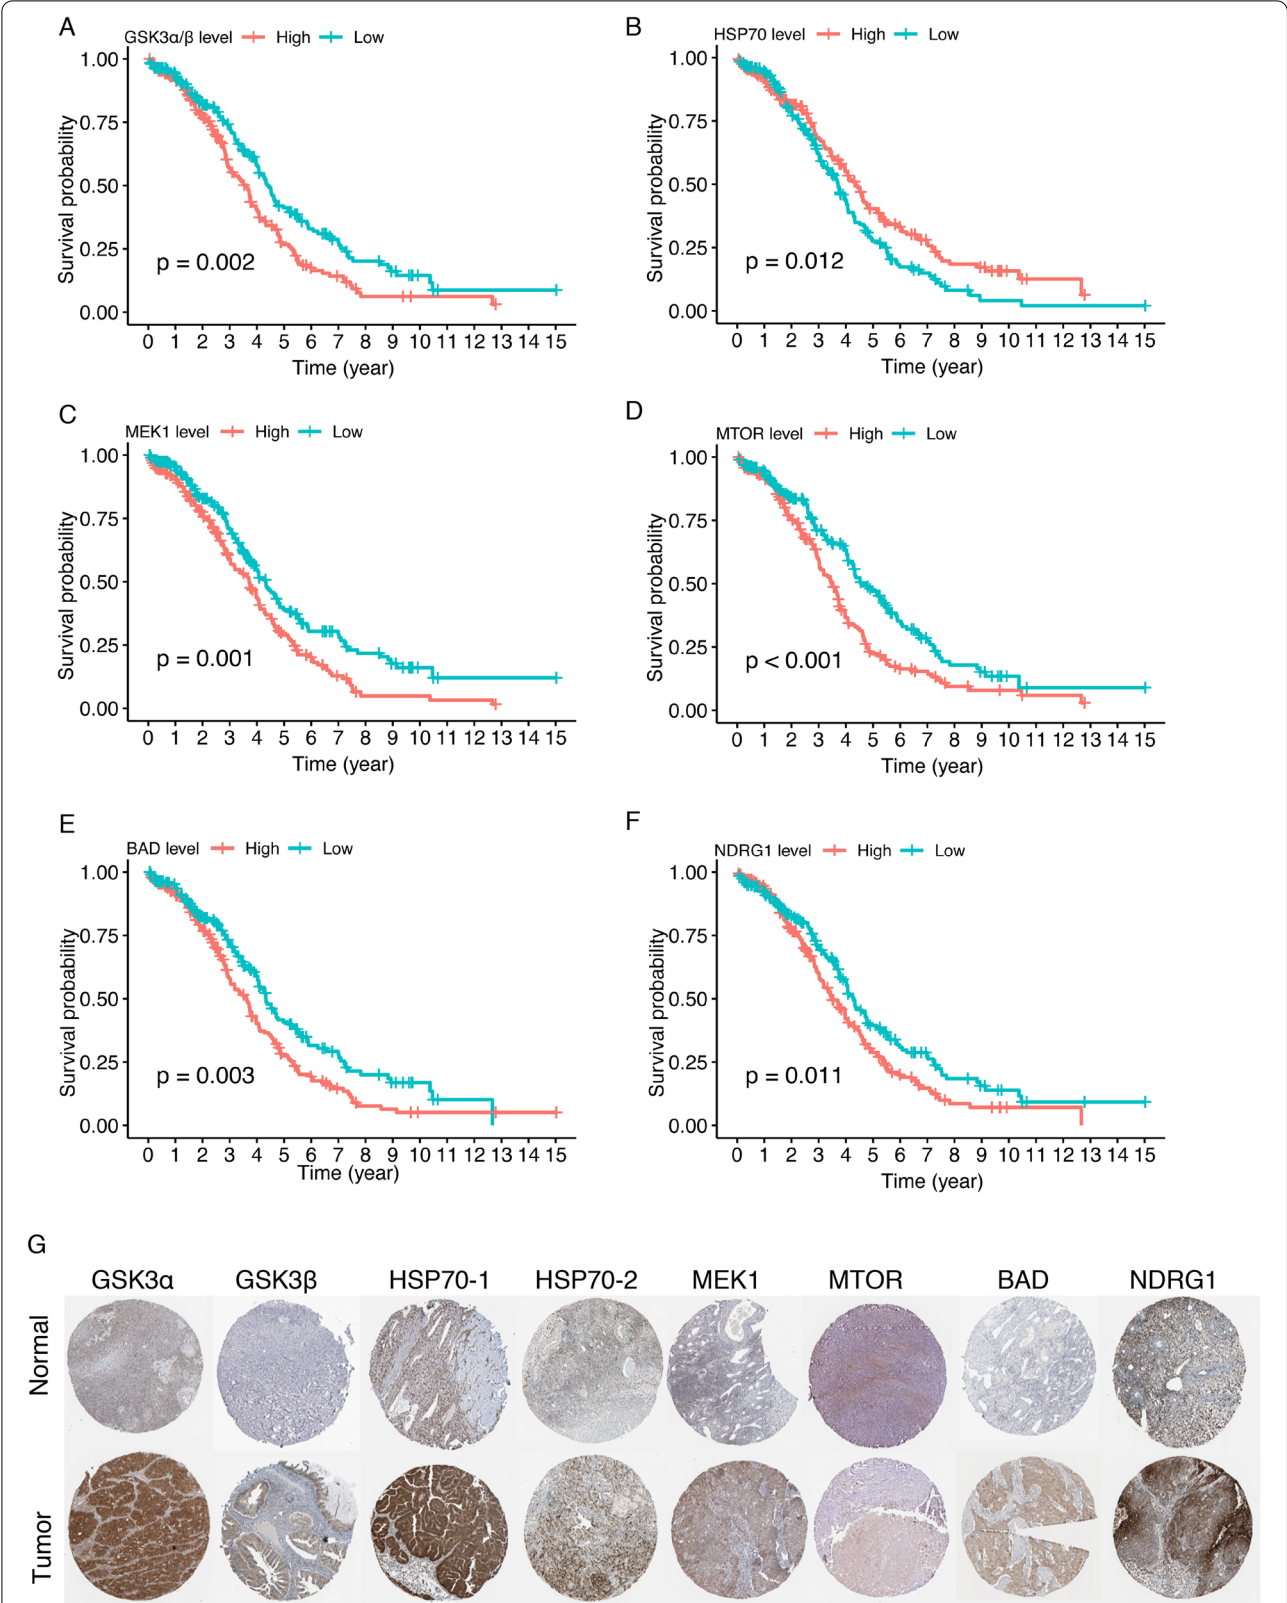 A
B
GSK3α/β level High Low
HSP70 level High Low
1.00
0.75
0.50
0.25
0.00
Survival probability
p = 0.002
0 1 2 3 4 5 6 7 8 9 10 11 12 13 14 15
Time (year)
1.00
0.75
0.50
0.25
0.00
Survival probability
p = 0.012
0 1 2 3 4 5 6 7 8 9 10 11 12 13 14 15
Time (year)
C
D
MEK1 level High Low
MTOR level High Low
1.00
0.75
0.50
0.25
0.00
Survival probability
p = 0.001
0 1 2 3 4 5 6 7 8 9 10 11 12 13 14 15
Time (year)
1.00
0.75
0.50
0.25
0.00
Survival probability
p < 0.001
0 1 2 3 4 5 6 7 8 9 10 11 12 13 14 15
Time (year)
E
F
BAD level High Low
NDRG1 level High Low
1.00
0.75
0.50
0.25
0.00
Survival probability
p = 0.003
0 1 2 3 4 5 6 7 8 9 10 11 12 13 14 15
Time (year)
1.00
0.75
0.50
0.25
0.00
Survival probability
p = 0.011
0 1 2 3 4 5 6 7 8 9 10 11 12 13 14 15
Time (year)
G
GSK3α GSK3β HSP70-1 HSP70-2 MEK1 MTOR BAD NDRG1
Normal
Tumor